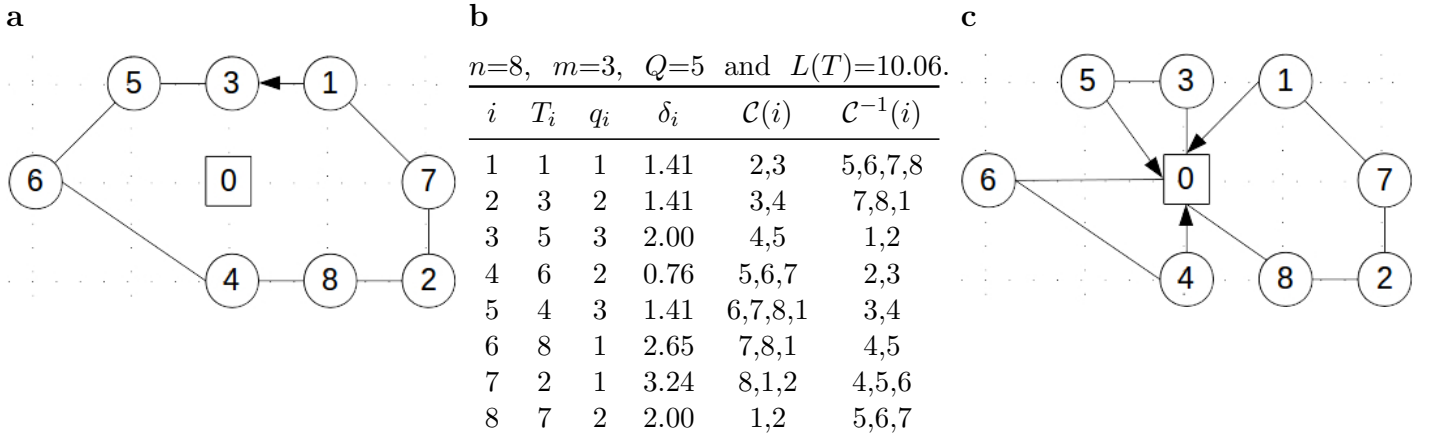 a
5 3 1
6 0 7
4 8 2
b
n=8, m=3, Q=5 and L(T)=10.06.
i T_i q_i δ_i C(i) C^{-1}(i)
1 1 1 1.41 2,3 5,6,7,8
2 3 2 1.41 3,4 7,8,1
3 5 3 2.00 4,5 1,2
4 6 2 0.76 5,6,7 2,3
5 4 3 1.41 6,7,8,1 3,4
6 8 1 2.65 7,8,1 4,5
7 2 1 3.24 8,1,2 4,5,6
8 7 2 2.00 1,2 5,6,7
c
5 3 1
6 0 7
4 8 2